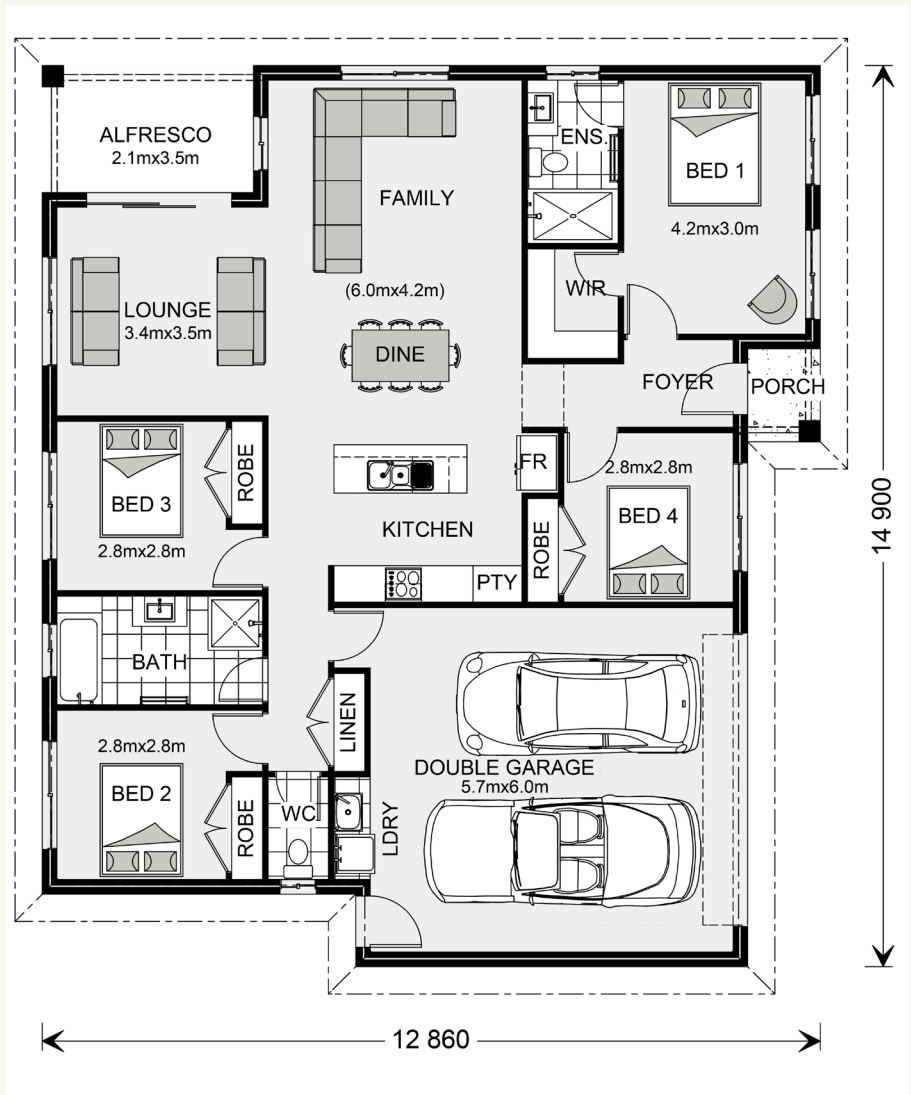 ALFRESCO
2.1mx3.5m
FAMILY
(6.0mx4.2m)
ENS.
BED 1
4.2mx3.0m
WIR
LOUNGE
3.4mx3.5m
DINE
FOYER
PORCH
BED 3
2.8mx2.8m
ROBE
FR
2.8mx2.8m
BED 4
ROBE
KITCHEN
PTY
BATH
LINEN
2.8mx2.8m
BED 2
ROBE
WC
LDRY
DOUBLE GARAGE
5.7mx6.0m
14 900
12 860